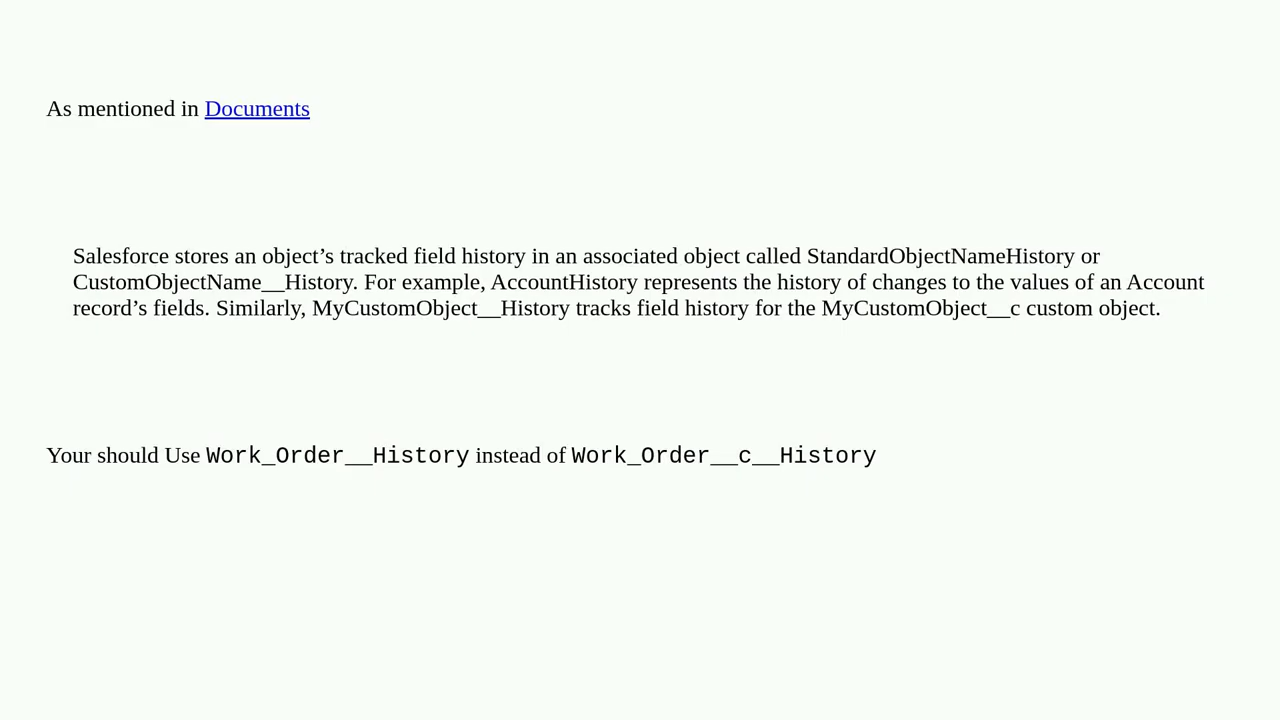 As mentioned in Documents
Salesforce stores an object’s tracked field history in an associated object called StandardObjectNameHistory or
CustomObjectName__History. For example, AccountHistory represents the history of changes to the values of an Account
record’s fields. Similarly, MyCustomObject__History tracks field history for the MyCustomObject__c custom object.
Your should Use Work_Order__History instead of Work_Order__c__History